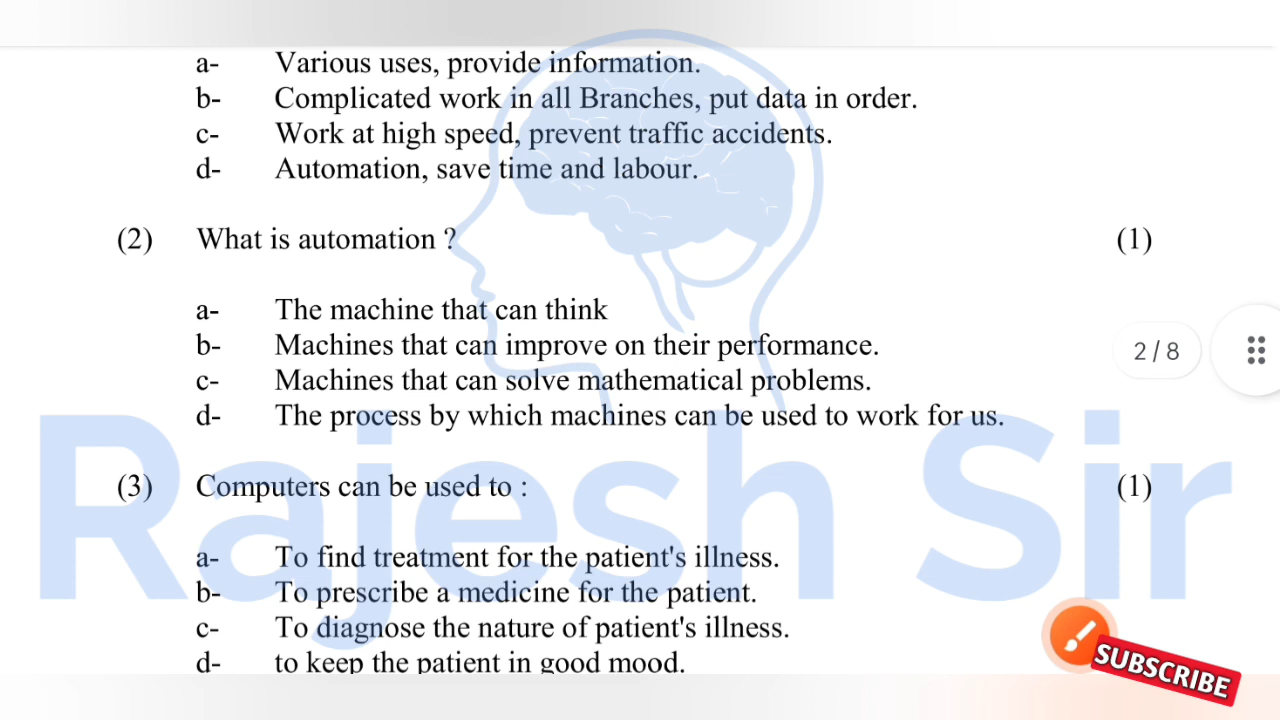 a- Various uses, provide information.
b- Complicated work in all Branches, put data in order.
c- Work at high speed, prevent traffic accidents.
d- Automation, save time and labour.
(2) What is automation ? (1)
a- The machine that can think
b- Machines that can improve on their performance.
c- Machines that can solve mathematical problems.
d- The process by which machines can be used to work for us.
2 / 8
Rajesh Sir
(3) Computers can be used to : (1)
a- To find treatment for the patient's illness.
b- To prescribe a medicine for the patient.
c- To diagnose the nature of patient's illness.
d- to keep the patient in good mood.
SUBSCRIBE